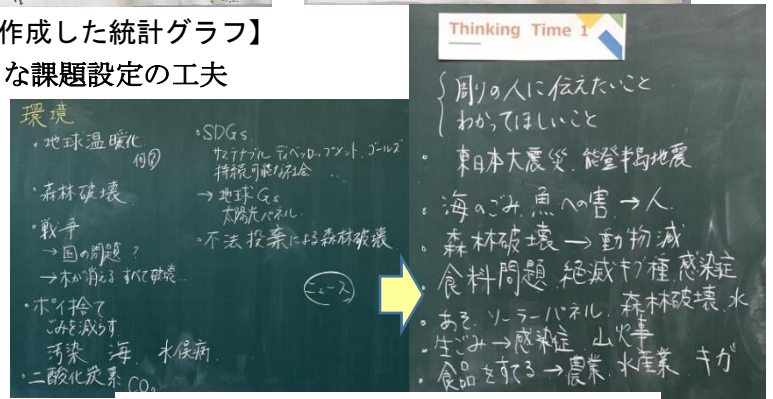 作成した統計グラフ】
な課題設定の工夫
環境
・地球温暖化
何?
・森林破壊
・戦争
→国の問題?
→木が消える すべて破壊…
・ポイ捨て
ごみを減らす
汚染 海 水俣病
・二酸化炭素 CO₂
・SDGs
サステナブル ディベロップメント ゴールズ
持続可能な社会…
→地球Gs
太陽光パネル
・不法投棄による森林破壊
ニュース
Thinking Time 1
周りの人に伝えたいこと
わかってほしいこと
・東日本大震災、能登半島地震
・海のごみ、魚への害→人
・森林破壊→動物減
・食料問題、絶滅キグ種、感染症
・あそ、ソーラーパネル、森林破壊、水
・生ごみ→感染症 山火事
・食品をすてる→農業、水産業 キガ